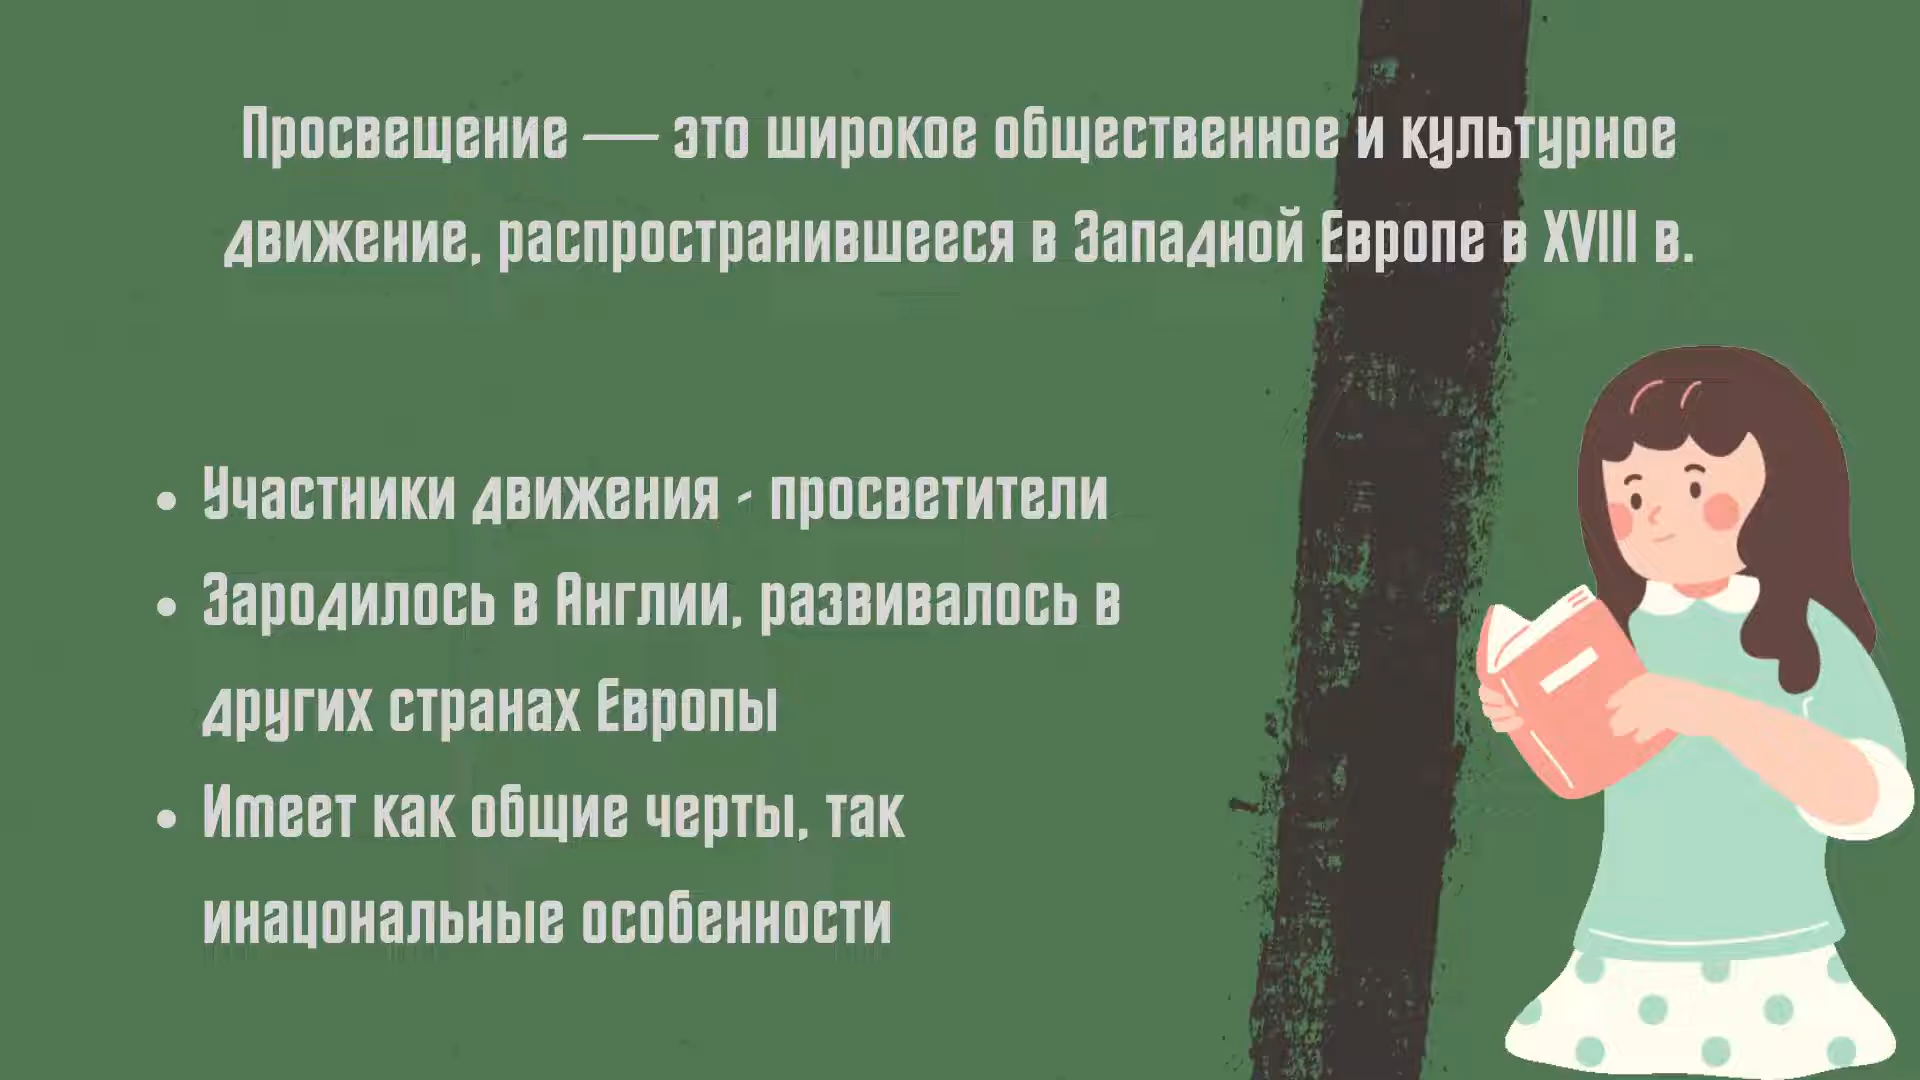 Просвещение — это широкое общественное и культурное
движение, распространившееся в Западной Европе в XVIII в.
• Участники движения - просветители
• Зародилось в Англии, развивалось в
других странах Европы
• Имеет как общие черты, так
инацональные особенности